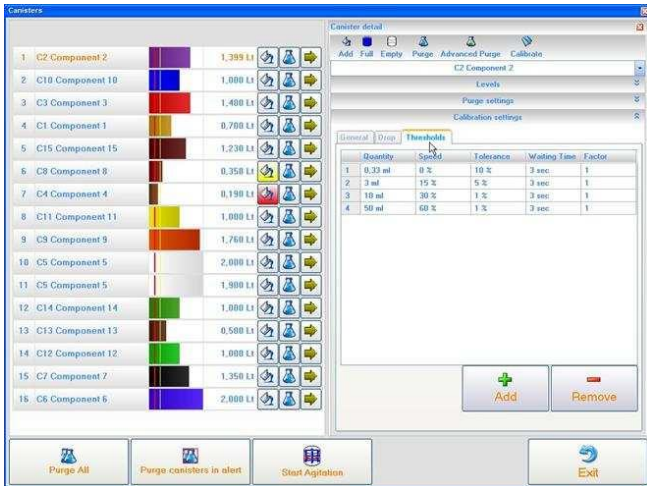 Canisters
Canister detail
Add Full Empty Purge Advanced Purge Calibrate
C2 Component 2
Levels
Purge settings
Calibration settings
General Drop Thresholds
Quantity Speed Tolerance Waiting Time Factor
1 0,33 ml 0 % 10 % 3 sec 1
2 3 ml 15 % 5 % 3 sec 1
3 10 ml 30 % 1 % 3 sec 1
4 50 ml 60 % 1 % 3 sec 1
Add Remove
1 C2 Component 2 1,399 Lt
2 C10 Component 10 1,000 Lt
3 C3 Component 3 1,400 Lt
4 C1 Component 1 0,700 Lt
5 C15 Component 15 1,230 Lt
6 C8 Component 8 0,350 Lt
7 C4 Component 4 0,190 Lt
8 C11 Component 11 1,000 Lt
9 C9 Component 9 1,760 Lt
10 C5 Component 5 2,000 Lt
11 C5 Component 5 1,900 Lt
12 C14 Component 14 1,000 Lt
13 C13 Component 13 0,500 Lt
14 C12 Component 12 1,000 Lt
15 C7 Component 7 1,350 Lt
16 C6 Component 6 2,000 Lt
Purge All Purge canisters in alert Start Agitation Exit